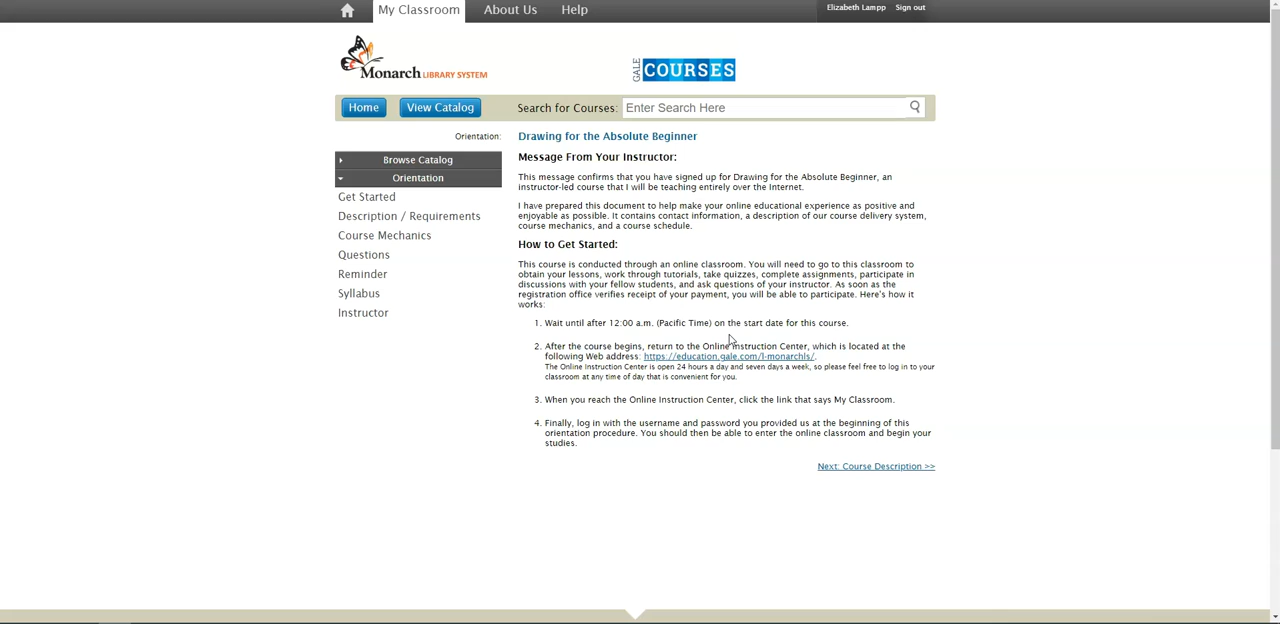 My Classroom
About Us
Help
Elizabeth Lampp
Sign out
Monarch LIBRARY SYSTEM
GALE COURSES
Home
View Catalog
Search for Courses:
Enter Search Here
Orientation:
Browse Catalog
Orientation
Get Started
Description / Requirements
Course Mechanics
Questions
Reminder
Syllabus
Instructor
Drawing for the Absolute Beginner
Message From Your Instructor:
This message confirms that you have signed up for Drawing for the Absolute Beginner, an
instructor-led course that I will be teaching entirely over the Internet.
I have prepared this document to help make your online educational experience as positive and
enjoyable as possible. It contains contact information, a description of our course delivery system,
course mechanics, and a course schedule.
How to Get Started:
This course is conducted through an online classroom. You will need to go to this classroom to
obtain your lessons, work through tutorials, take quizzes, complete assignments, participate in
discussions with your fellow students, and ask questions of your instructor. As soon as the
registration office verifies receipt of your payment, you will be able to participate. Here's how it
works:
1. Wait until after 12:00 a.m. (Pacific Time) on the start date for this course.
2. After the course begins, return to the Online Instruction Center, which is located at the
following Web address: https://education.gale.com/l-monarchls/.
The Online Instruction Center is open 24 hours a day and seven days a week, so please feel free to log in to your
classroom at any time of day that is convenient for you.
3. When you reach the Online Instruction Center, click the link that says My Classroom.
4. Finally, log in with the username and password you provided us at the beginning of this
orientation procedure. You should then be able to enter the online classroom and begin your
studies.
Next: Course Description >>